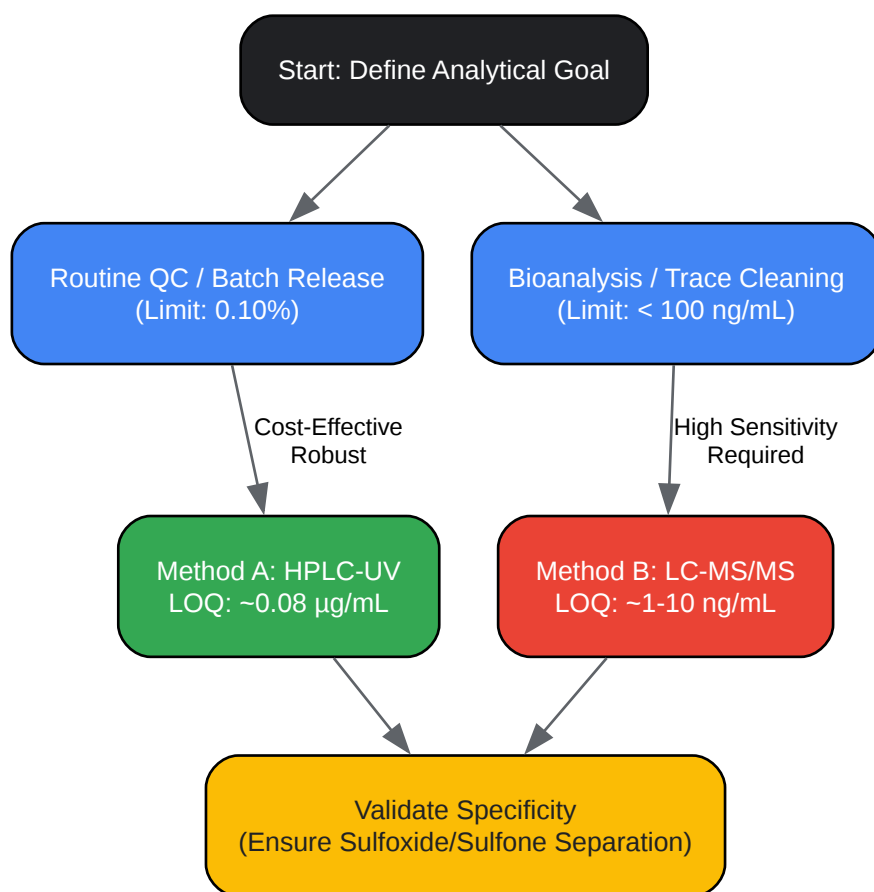 Start: Define Analytical Goal
Routine QC / Batch Release
(Limit: 0.10%)
Bioanalysis / Trace Cleaning
(Limit: < 100 ng/mL)
Cost-Effective
Robust
High Sensitivity
Required
Method A: HPLC-UV
LOQ: ~0.08 µg/mL
Method B: LC-MS/MS
LOQ: ~1-10 ng/mL
Validate Specificity
(Ensure Sulfoxide/Sulfone Separation)